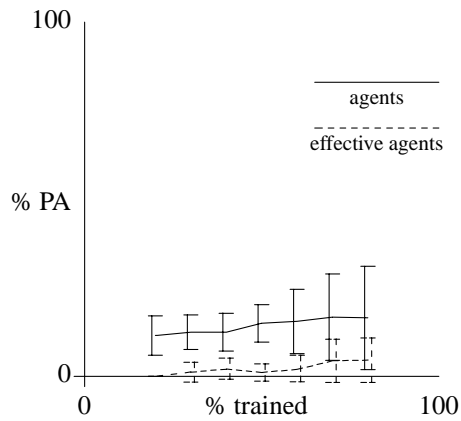 100
agents
effective agents
% PA
0
0 % trained 100